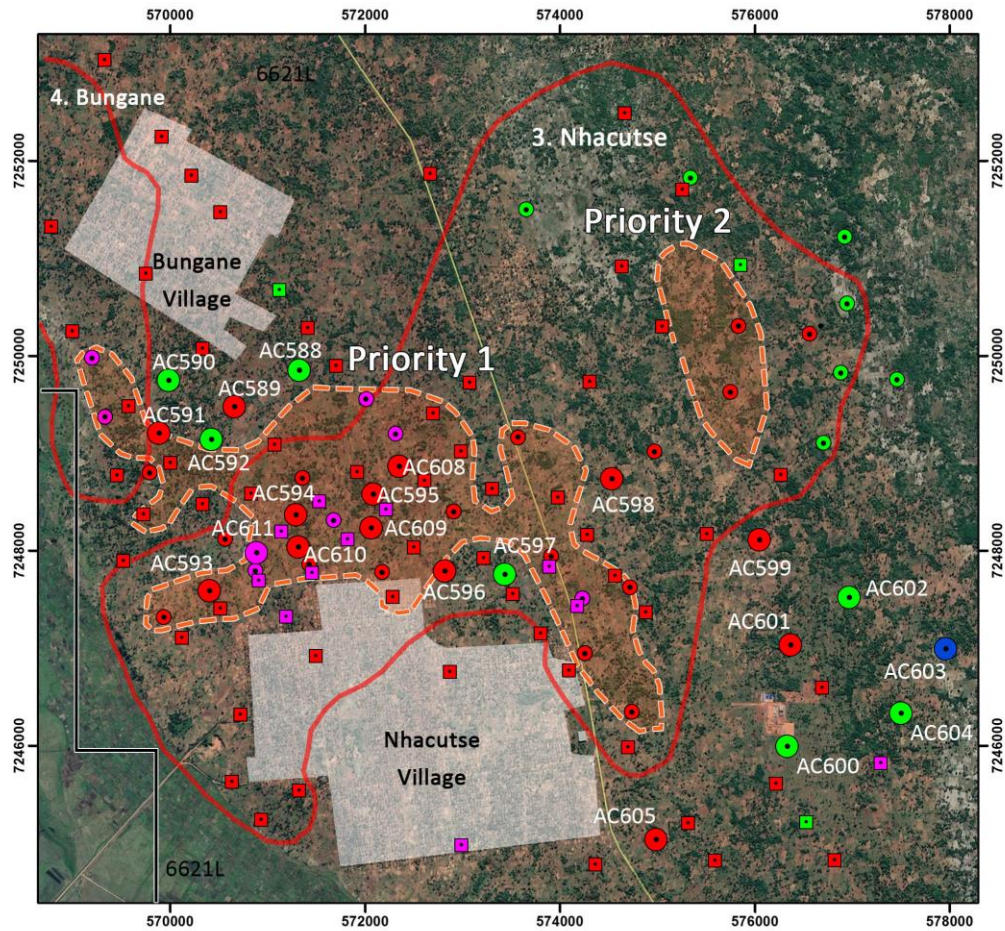 570000
572000
574000
576000
578000
6621L
4. Bungane
3. Nhacutse
7252000
7252000
Priority 2
Bungane
Village
7250000
7250000
AC590
AC588
Priority 1
AC589
AC591
AC592
AC608
AC594
AC595
AC598
AC611
AC609
7248000
7248000
AC593
AC610
AC597
AC596
AC599
AC602
AC601
AC603
Nhacutse
Village
7246000
7246000
AC604
AC600
AC605
6621L
570000
572000
574000
576000
578000